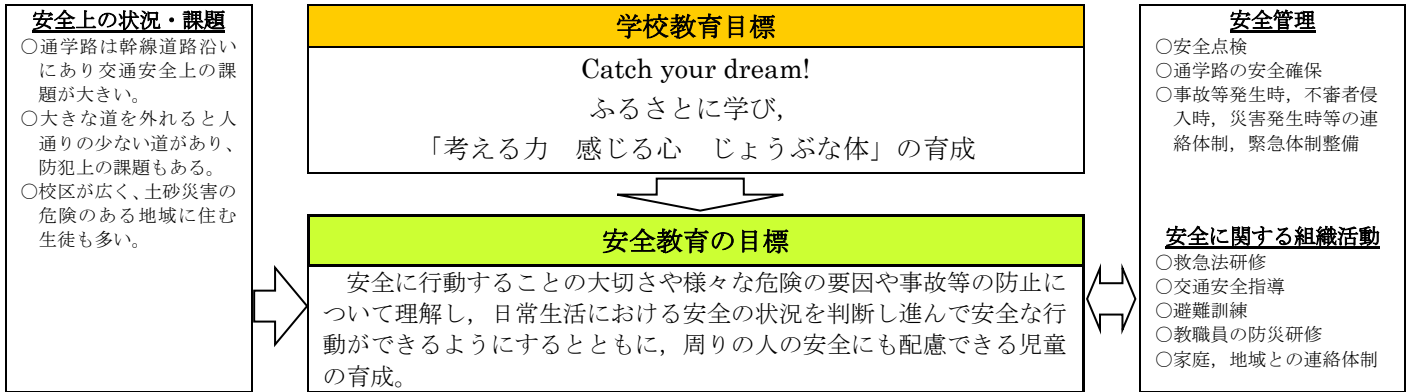 安全上の状況・課題
○通学路は幹線道路沿い
にあり交通安全上の課
題が大きい。
○大きな道を外れると人
通りの少ない道があり、
防犯上の課題もある。
○校区が広く、土砂災害の
危険のある地域に住む
生徒も多い。
学校教育目標
Catch your dream!
ふるさとに学び，
「考える力　感じる心　じょうぶな体」の育成
安全教育の目標
安全に行動することの大切さや様々な危険の要因や事故等の防止に
ついて理解し，日常生活における安全の状況を判断し進んで安全な行
動ができるようにするとともに，周りの人の安全にも配慮できる児童
の育成。
安全管理
○安全点検
○通学路の安全確保
○事故等発生時，不審者侵
入時，災害発生時等の連
絡体制，緊急体制整備
安全に関する組織活動
○救急法研修
○交通安全指導
○避難訓練
○教職員の防災研修
○家庭，地域との連絡体制